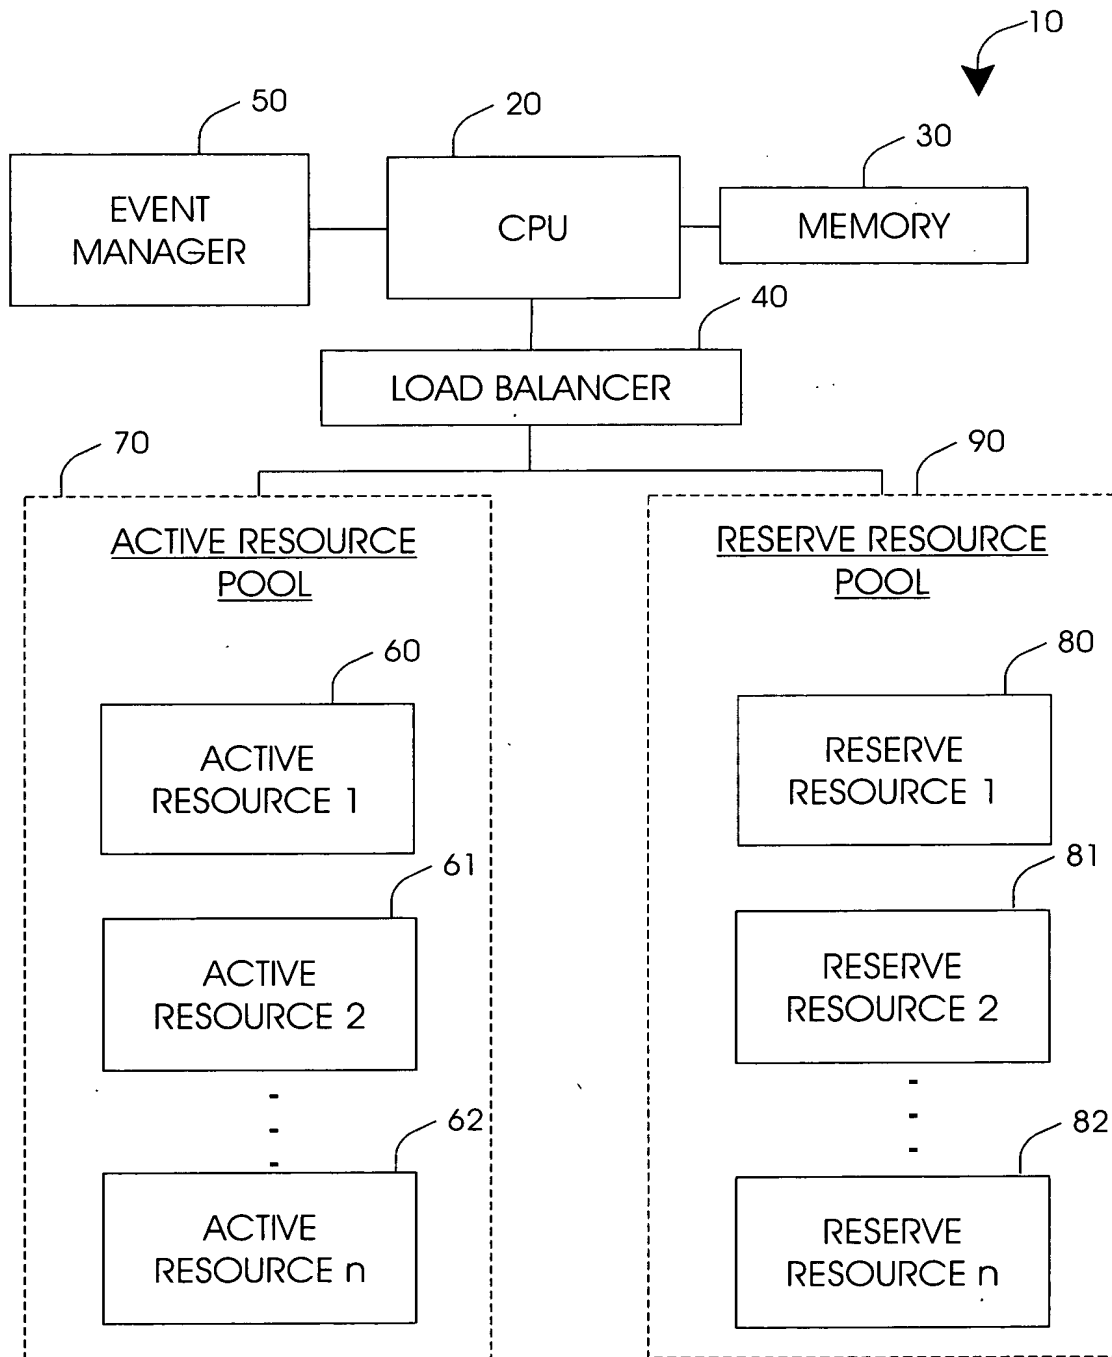 10
50
20
30
EVENT
MANAGER
CPU
MEMORY
40
LOAD BALANCER
70
90
ACTIVE RESOURCE
POOL
RESERVE RESOURCE
POOL
60
80
ACTIVE
RESOURCE 1
RESERVE
RESOURCE 1
61
81
ACTIVE
RESOURCE 2
RESERVE
RESOURCE 2
62
82
ACTIVE
RESOURCE n
RESERVE
RESOURCE n